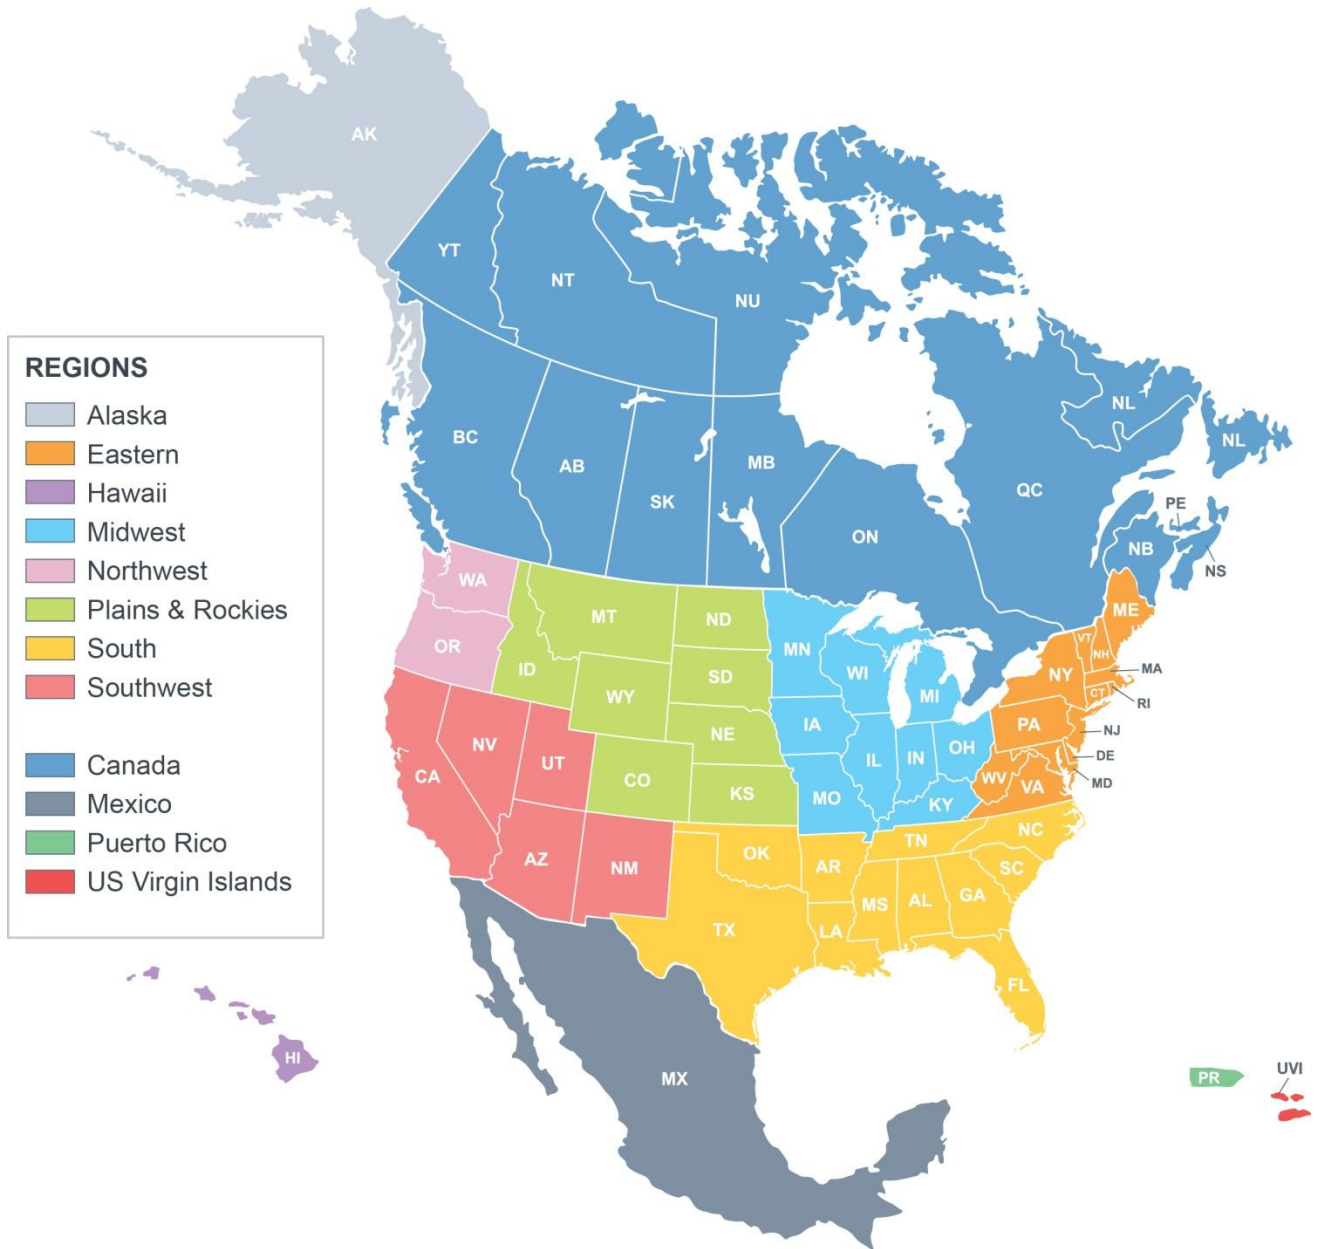 AK
YT
NT
NU
REGIONS
Alaska
Eastern
Hawaii
Midwest
Northwest
Plains & Rockies
South
Southwest
Canada
Mexico
Puerto Rico
US Virgin Islands
BC
AB
SK
MB
ON
QC
NL
NL
PE
NB
NS
WA
OR
MT
ID
WY
ND
SD
NE
CO
KS
MN
WI
MI
IA
IL
IN
OH
MO
KY
ME
VT
NH
NY
MA
CT
RI
PA
NJ
DE
MD
WV
VA
CA
NV
UT
AZ
NM
OK
AR
TN
NC
SC
TX
LA
MS
AL
GA
FL
HI
MX
PR
UVI